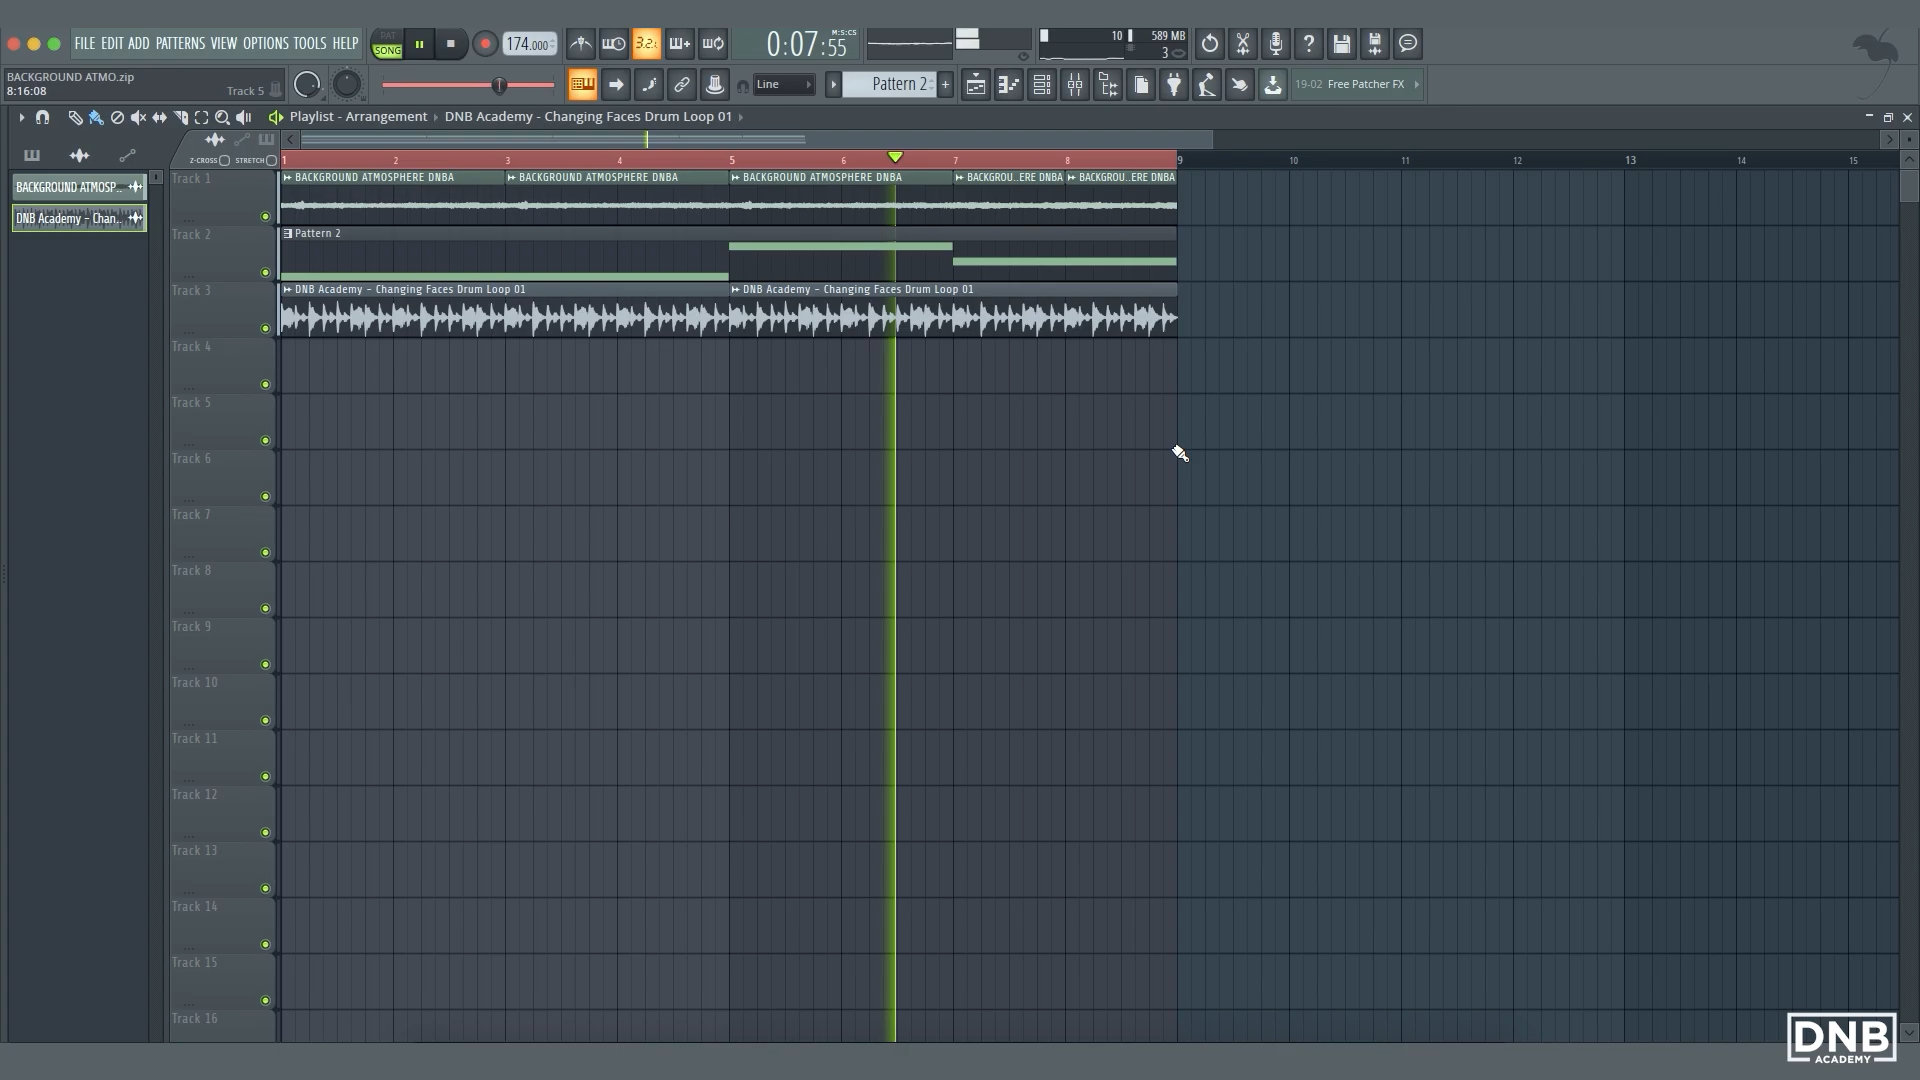 FILE EDIT ADD PATTERNS VIEW OPTIONS TOOLS HELP
PAT
SONG
174.000
3.2.
0:07:55
M:S:CS
10
589 MB
3
BACKGROUND ATMO.zip
8:16:08
Track 5
Line
Pattern 2
19-02 Free Patcher FX
Playlist - Arrangement › DNB Academy - Changing Faces Drum Loop 01 ›
Z-CROSS STRETCH
1 2 3 4 5 6 7 8 9 10 11 12 13 14 15
BACKGROUND ATMOSP..
DNB Academy - Chan..
Track 1
BACKGROUND ATMOSPHERE DNBA
BACKGROUND ATMOSPHERE DNBA
BACKGROUND ATMOSPHERE DNBA
BACKGROU..ERE DNBA
BACKGROU..ERE DNBA
Track 2
Pattern 2
Track 3
DNB Academy - Changing Faces Drum Loop 01
DNB Academy - Changing Faces Drum Loop 01
Track 4
Track 5
Track 6
Track 7
Track 8
Track 9
Track 10
Track 11
Track 12
Track 13
Track 14
Track 15
Track 16
DNB
ACADEMY